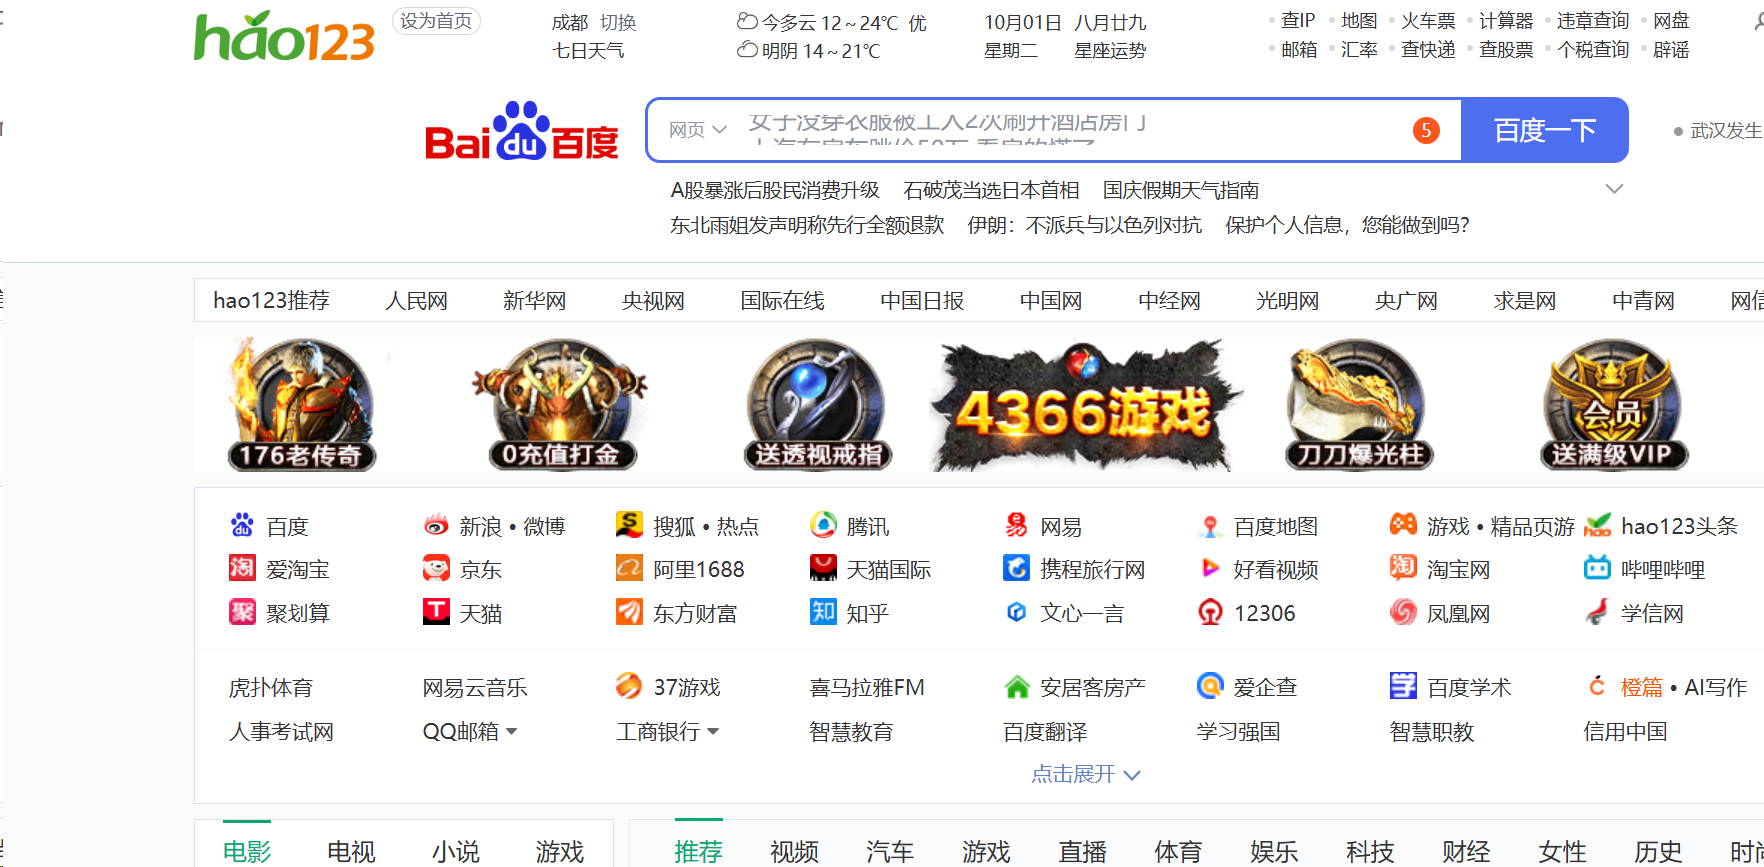 hao123 设为首页 成都 切换 今多云 12 ~ 24℃ 优 10月01日 八月廿九 查IP 地图 火车票 计算器 违章查询 网盘
七日天气 明阴 14 ~ 21℃ 星期二 星座运势 邮箱 汇率 查快递 查股票 个税查询 辟谣
Bai du 百度 网页 女子没穿衣服被工人2次刷开酒店房门 5 百度一下 武汉发生
A股暴涨后股民消费升级 石破茂当选日本首相 国庆假期天气指南
东北雨姐发声明称先行全额退款 伊朗：不派兵与以色列对抗 保护个人信息，您能做到吗？
hao123推荐 人民网 新华网 央视网 国际在线 中国日报 中国网 中经网 光明网 央广网 求是网 中青网 网信
176老传奇 0充值打金 送透视戒指 4366游戏 刀刀爆光柱 会员 送满级VIP
百度 新浪 • 微博 搜狐 • 热点 腾讯 网易 百度地图 游戏 • 精品页游 hao123头条
爱淘宝 京东 阿里1688 天猫国际 携程旅行网 好看视频 淘宝网 哔哩哔哩
聚划算 天猫 东方财富 知乎 文心一言 12306 凤凰网 学信网
虎扑体育 网易云音乐 37游戏 喜马拉雅FM 安居客房产 爱企查 百度学术 橙篇 • AI写作
人事考试网 QQ邮箱 工商银行 智慧教育 百度翻译 学习强国 智慧职教 信用中国
点击展开
电影 电视 小说 游戏 推荐 视频 汽车 游戏 直播 体育 娱乐 科技 财经 女性 历史 时尚